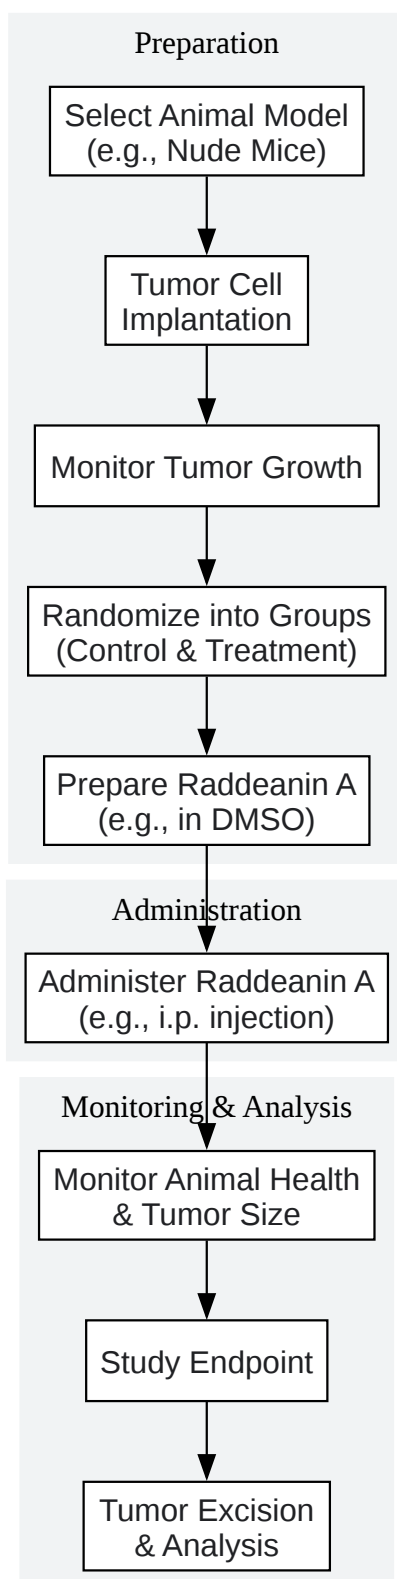 Preparation
Select Animal Model
(e.g., Nude Mice)
Tumor Cell
Implantation
Monitor Tumor Growth
Randomize into Groups
(Control & Treatment)
Prepare Raddeanin A
(e.g., in DMSO)
Administration
Administer Raddeanin A
(e.g., i.p. injection)
Monitoring & Analysis
Monitor Animal Health
& Tumor Size
Study Endpoint
Tumor Excision
& Analysis